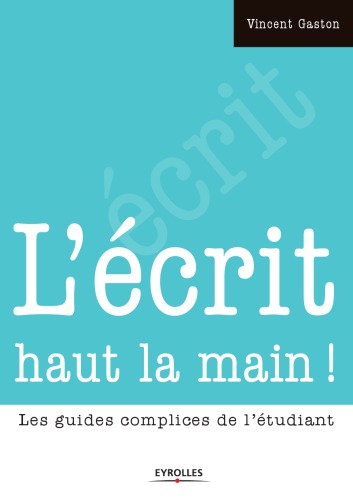 Vincent Gaston
écrit
L'écrit
haut la main !
Les guides complices de l'étudiant
EYROLLES